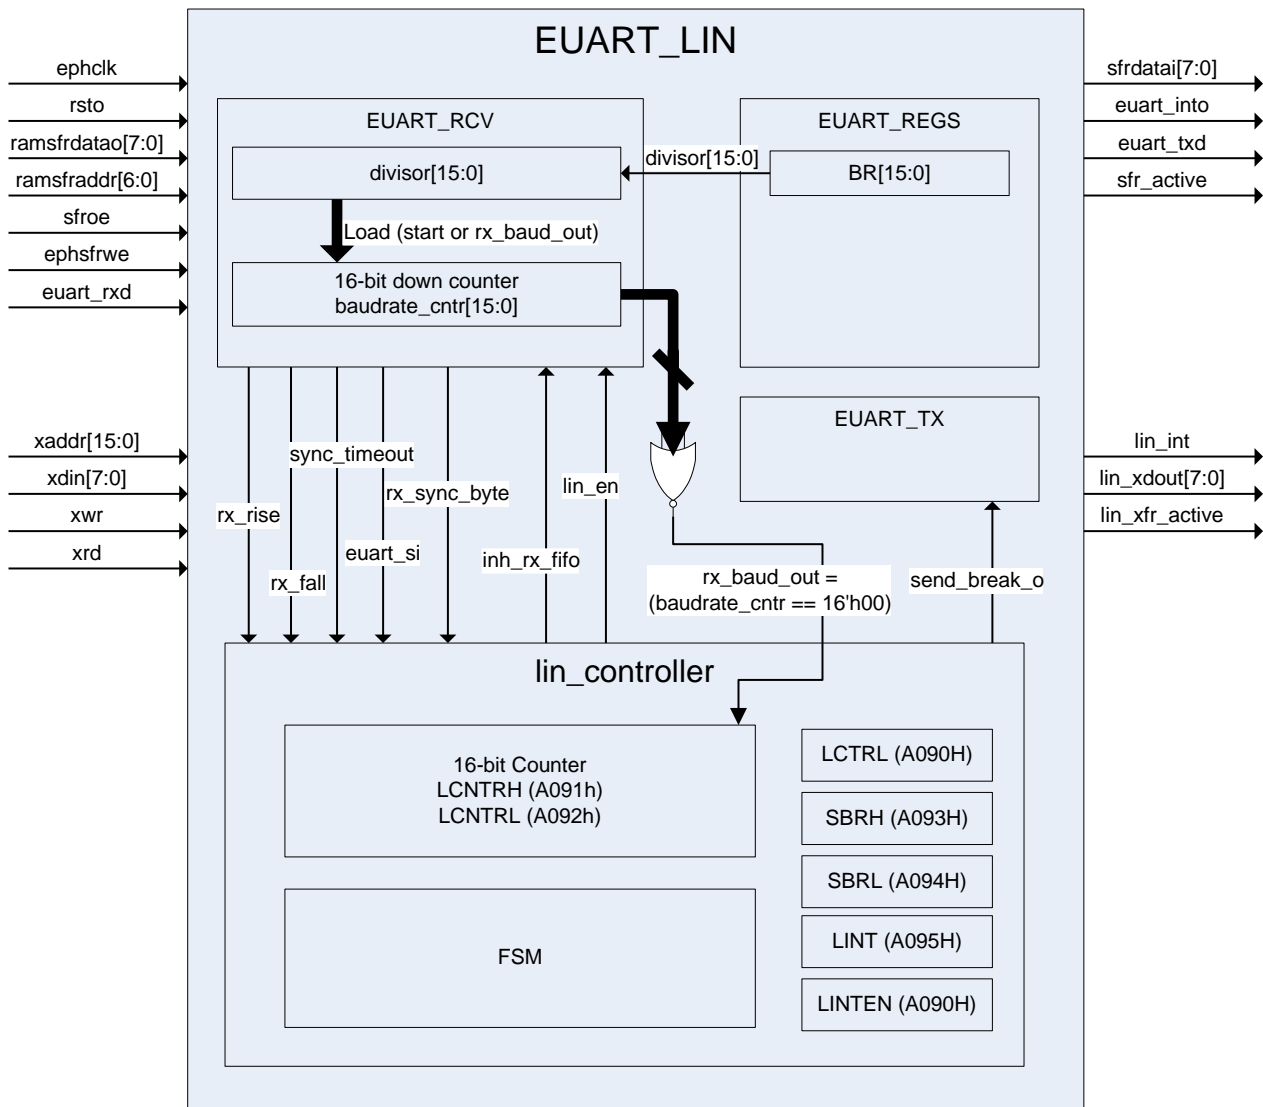 EUART_LIN
ephclk
rsto
ramsfrdatao[7:0]
ramsfraddr[6:0]
sfroe
ephsfrwe
euart_rxd
xaddr[15:0]
xdin[7:0]
xwr
xrd
EUART_RCV
divisor[15:0]
Load (start or rx_baud_out)
16-bit down counter
baudrate_cntr[15:0]
divisor[15:0]
EUART_REGS
BR[15:0]
EUART_TX
sfrdatai[7:0]
euart_into
euart_txd
sfr_active
lin_int
lin_xdout[7:0]
lin_xfr_active
sync_timeout
rx_sync_byte
lin_en
rx_rise
euart_si
inh_rx_fifo
rx_fall
rx_baud_out =
(baudrate_cntr == 16'h00)
send_break_o
lin_controller
16-bit Counter
LCNTRH (A091h)
LCNTRL (A092h)
FSM
LCTRL (A090H)
SBRH (A093H)
SBRL (A094H)
LINT (A095H)
LINTEN (A090H)